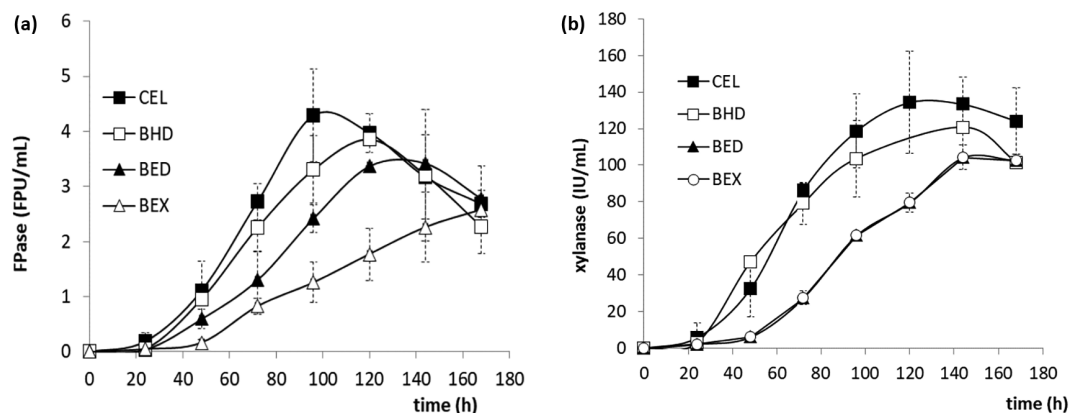 (a)
FPase (FPU/mL)
6
5
4
3
2
1
0
CEL
BHD
BED
BEX
0 20 40 60 80 100 120 140 160 180
time (h)
(b)
xylanase (IU/mL)
180
160
140
120
100
80
60
40
20
0
CEL
BHD
BED
BEX
0 20 40 60 80 100 120 140 160 180
time (h)